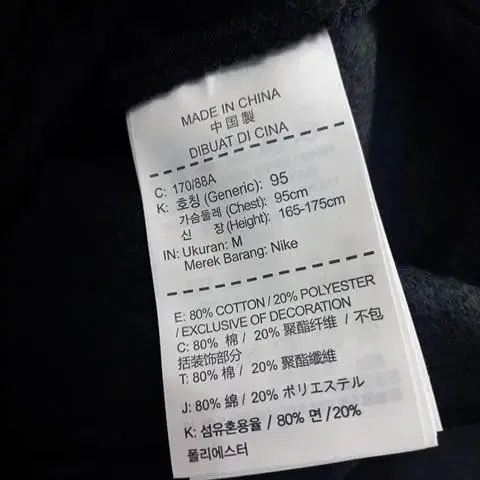 MADE IN CHINA
中国製
DIBUAT DI CINA
C: 170/88A
K: 호칭 (Generic): 95
가슴둘레 (Chest): 95cm
신 장 (Height): 165-175cm
IN: Ukuran: M
Merek Barang: Nike
E: 80% COTTON / 20% POLYESTER
/ EXCLUSIVE OF DECORATION
C: 80% 棉 / 20% 聚酯纤维 / 不包
括装饰部分
T: 80% 棉 / 20% 聚酯纖維
J: 80% 綿 / 20% ポリエステル
K: 섬유혼용율 / 80% 면 /20%
폴리에스터